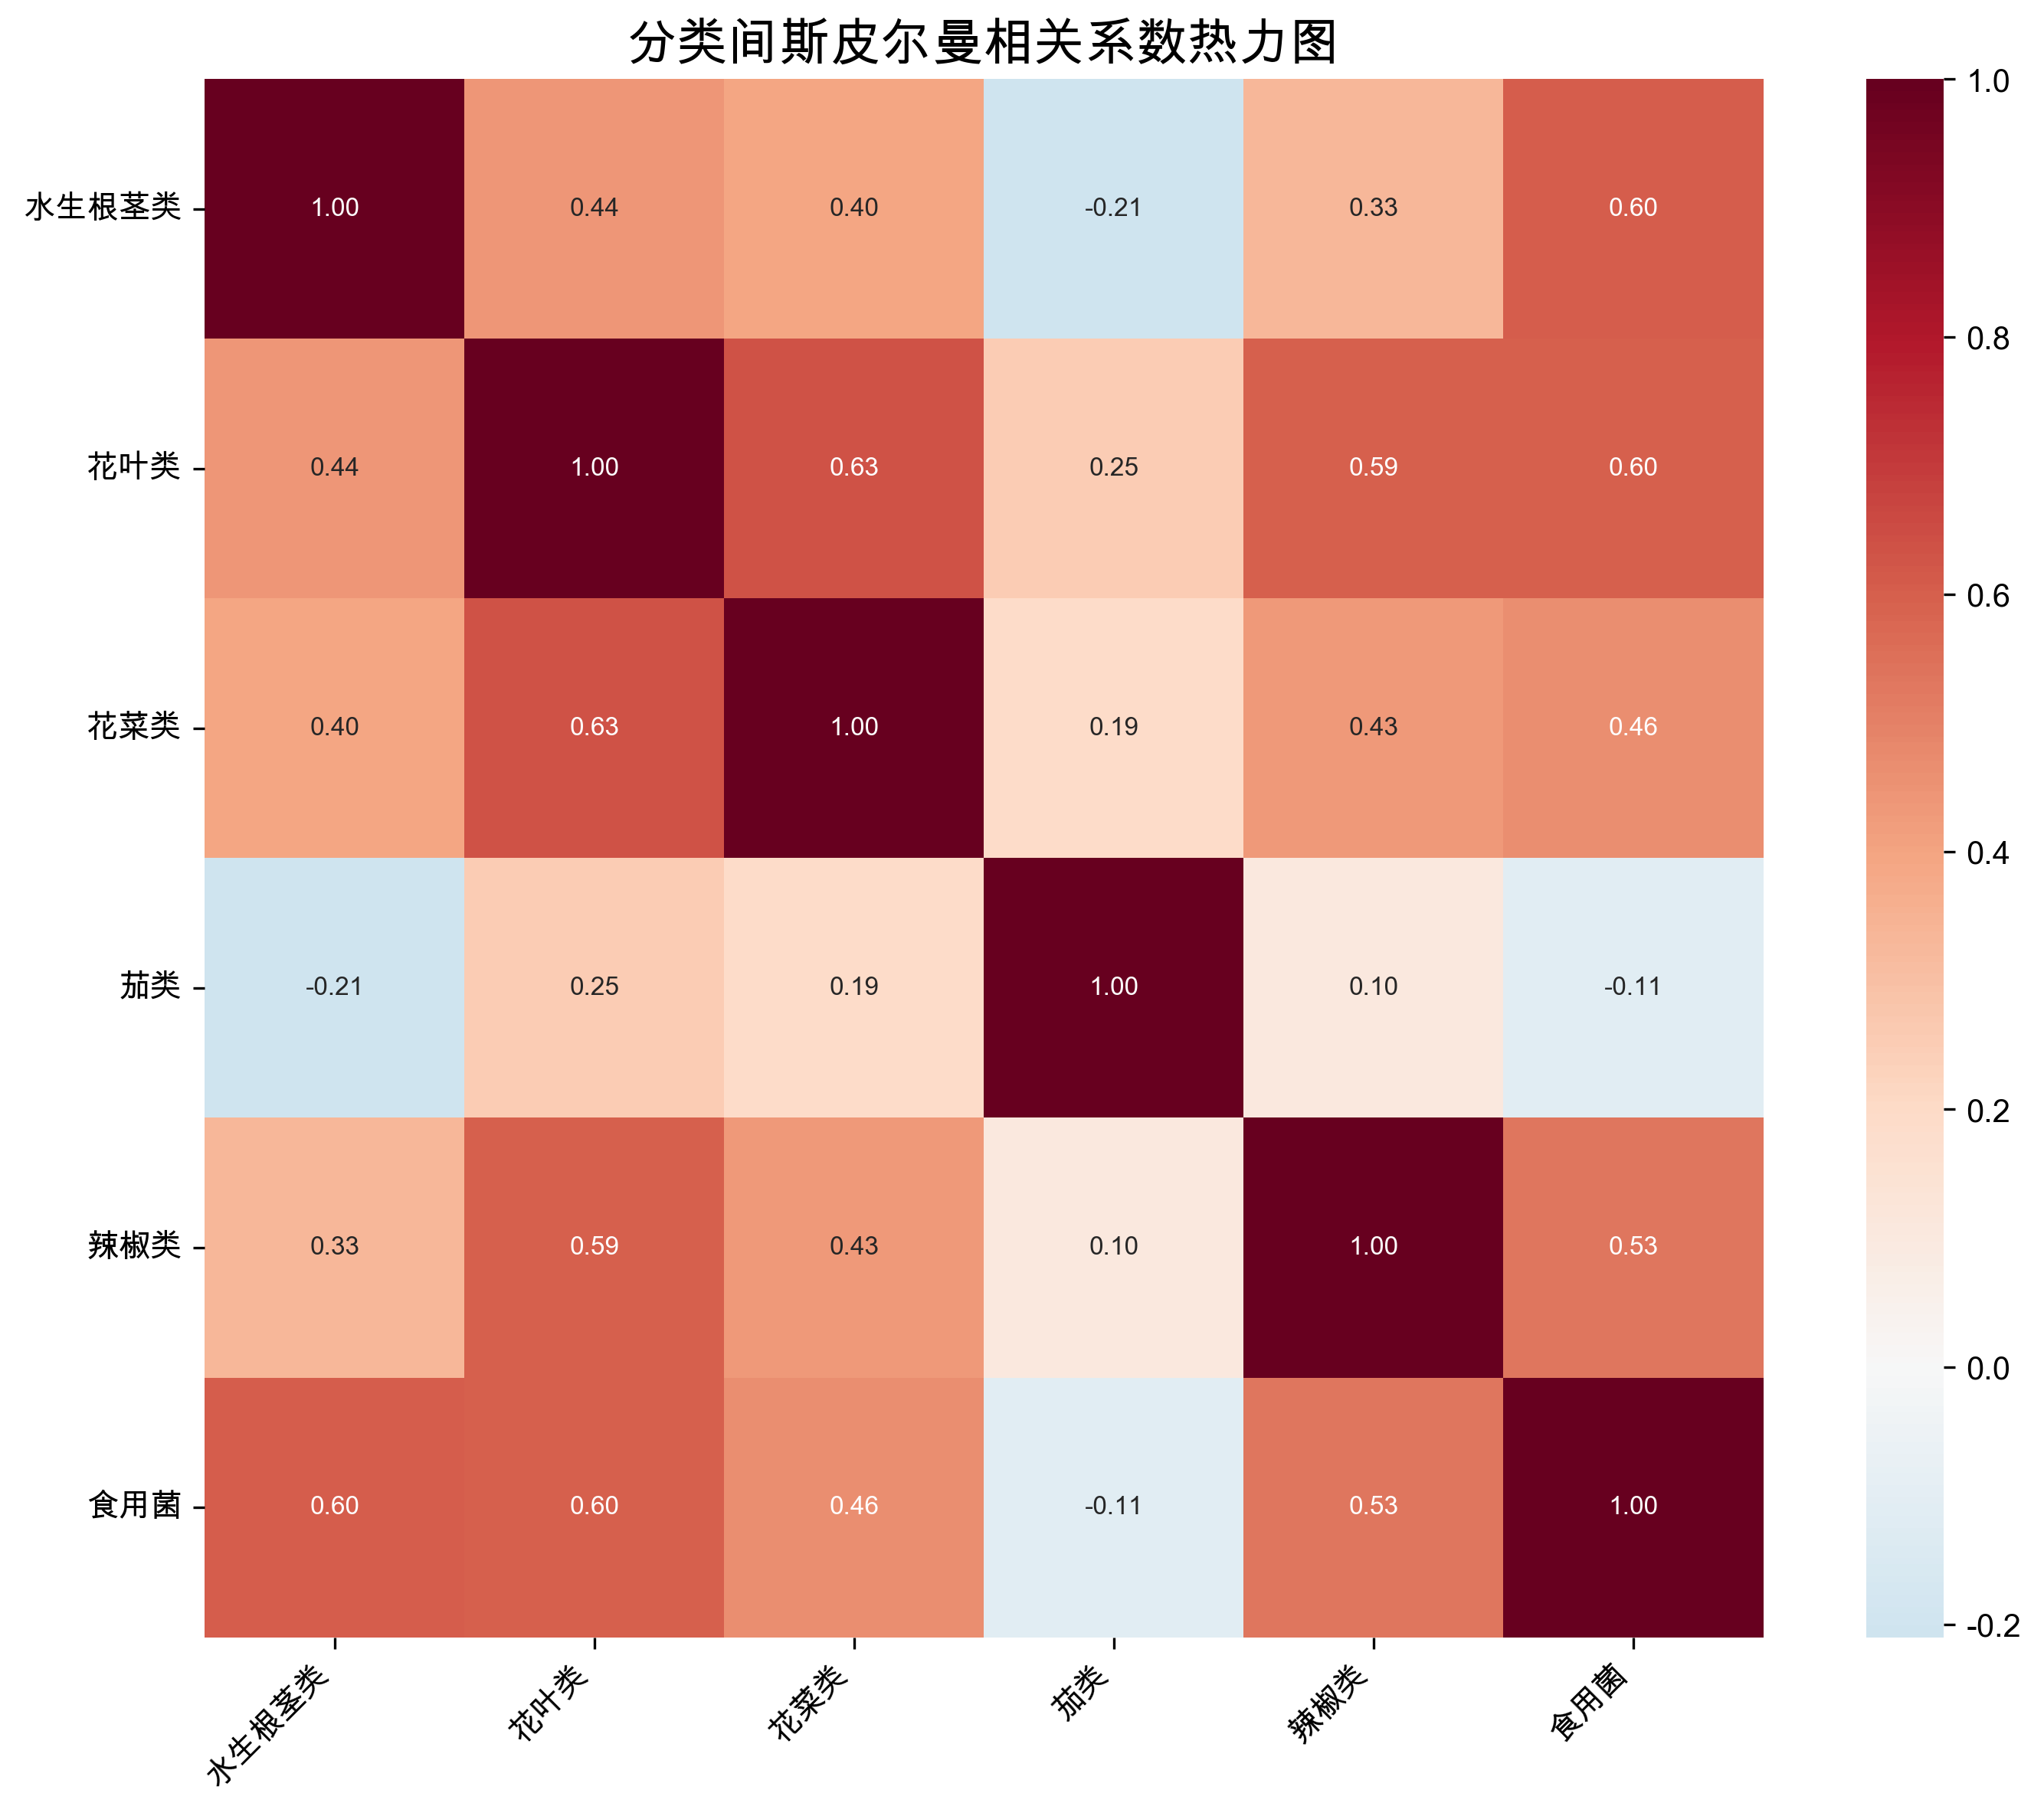 分类间斯皮尔曼相关系数热力图
水生根茎类 1.00 0.44 0.40 -0.21 0.33 0.60
花叶类 0.44 1.00 0.63 0.25 0.59 0.60
花菜类 0.40 0.63 1.00 0.19 0.43 0.46
茄类 -0.21 0.25 0.19 1.00 0.10 -0.11
辣椒类 0.33 0.59 0.43 0.10 1.00 0.53
食用菌 0.60 0.60 0.46 -0.11 0.53 1.00
水生根茎类 花叶类 花菜类 茄类 辣椒类 食用菌
1.0
0.8
0.6
0.4
0.2
0.0
-0.2